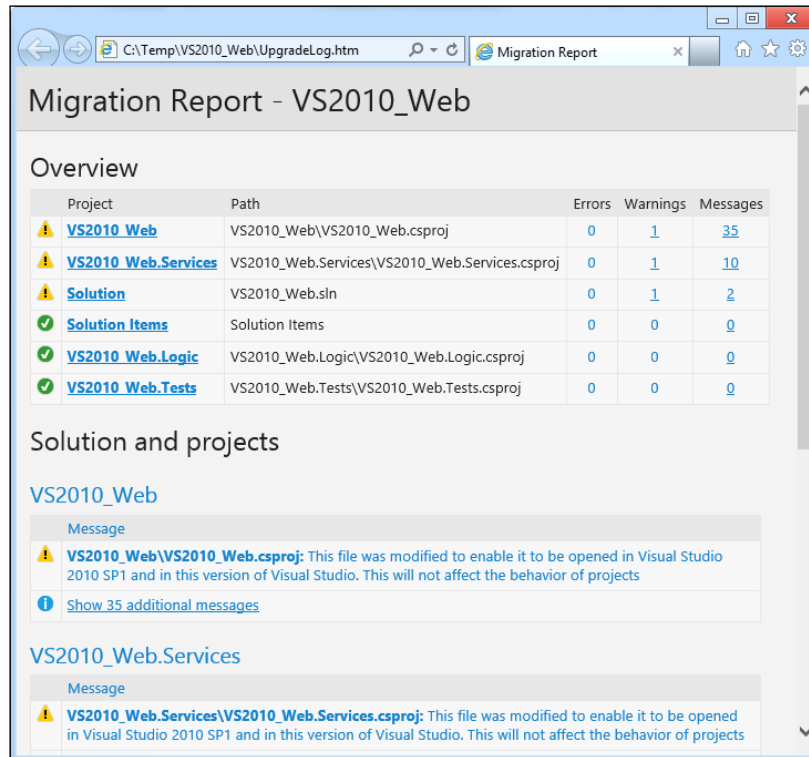 C:\Temp\VS2010_Web\UpgradeLog.htm
Migration Report
Migration Report - VS2010_Web
Overview
Project Path Errors Warnings Messages
VS2010_Web VS2010_Web\VS2010_Web.csproj 0 1 35
VS2010_Web.Services VS2010_Web.Services\VS2010_Web.Services.csproj 0 1 10
Solution VS2010_Web.sln 0 1 2
Solution Items Solution Items 0 0 0
VS2010_Web.Logic VS2010_Web.Logic\VS2010_Web.Logic.csproj 0 0 0
VS2010_Web.Tests VS2010_Web.Tests\VS2010_Web.Tests.csproj 0 0 0
Solution and projects
VS2010_Web
Message
VS2010_Web\VS2010_Web.csproj: This file was modified to enable it to be opened in Visual Studio
2010 SP1 and in this version of Visual Studio. This will not affect the behavior of projects
Show 35 additional messages
VS2010_Web.Services
Message
VS2010_Web.Services\VS2010_Web.Services.csproj: This file was modified to enable it to be opened
in Visual Studio 2010 SP1 and in this version of Visual Studio. This will not affect the behavior of projects